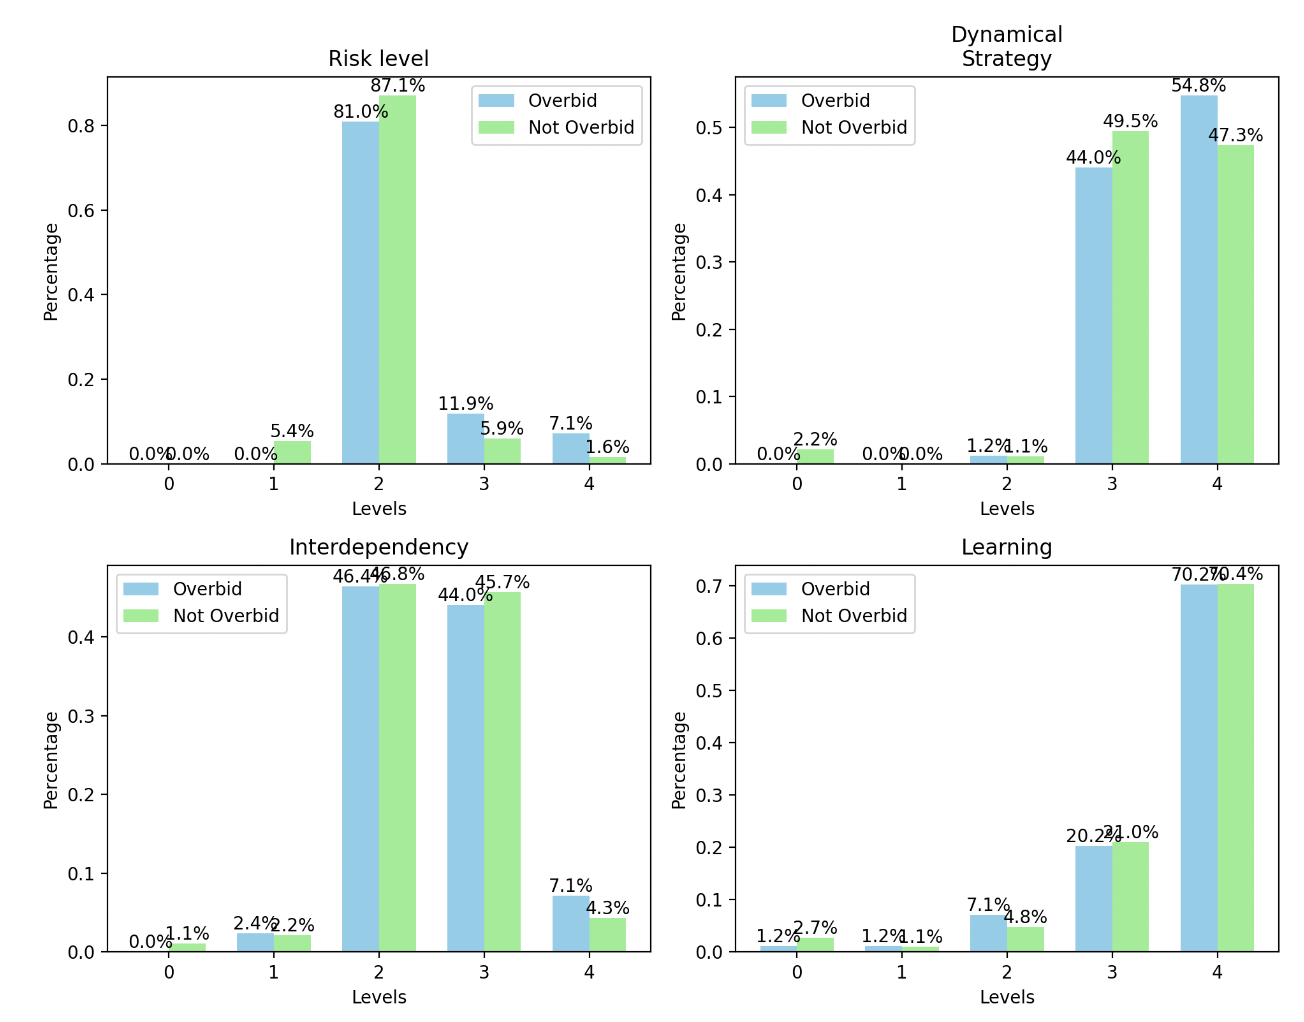 Risk level
87.1%
81.0%
Overbid
Not Overbid
0.8
0.6
0.4
0.2
0.0
Percentage
11.9%
7.1%
5.4%
5.9%
1.6%
0.0% 0.0% 0.0%
0 1 2 3 4
Levels
Dynamical
Strategy
Overbid
Not Overbid
54.8%
49.5%
47.3%
44.0%
0.5
0.4
0.3
0.2
0.1
0.0
Percentage
2.2%
1.2% 1.1%
0.0% 0.0% 0.0%
0 1 2 3 4
Levels
Interdependency
Overbid
Not Overbid
46.4% 46.8%
44.0% 45.7%
0.4
0.3
0.2
0.1
0.0
Percentage
7.1%
4.3%
0.0% 1.1% 2.4% 2.2%
0 1 2 3 4
Levels
Learning
Overbid
Not Overbid
70.2% 70.4%
0.7
0.6
0.5
0.4
0.3
0.2
0.1
0.0
Percentage
20.2% 21.0%
7.1% 4.8%
1.2% 2.7% 1.2% 1.1%
0 1 2 3 4
Levels